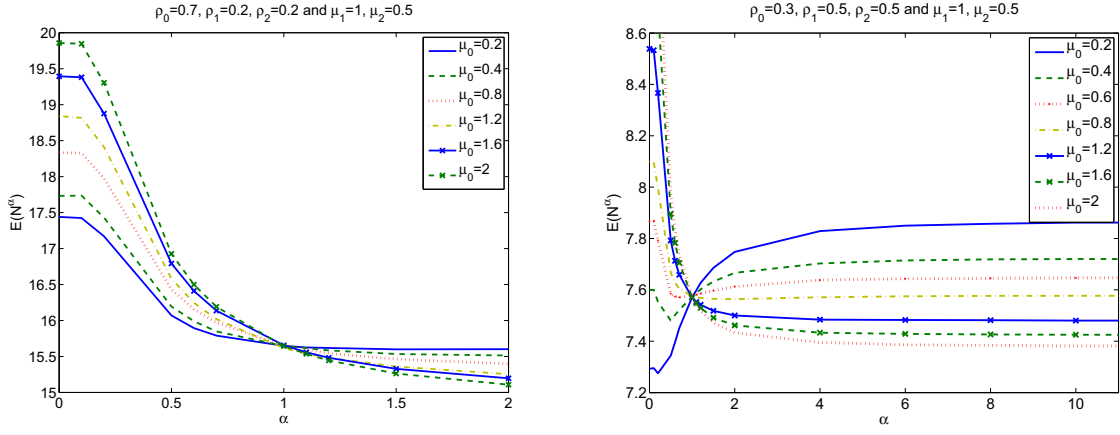 ρ₀=0.7, ρ₁=0.2, ρ₂=0.2 and μ₁=1, μ₂=0.5
20
19.5
19
18.5
18
17.5
17
16.5
16
15.5
15
E(N^α)
0
0.5
1
1.5
2
α
μ₀=0.2
μ₀=0.4
μ₀=0.8
μ₀=1.2
μ₀=1.6
μ₀=2
ρ₀=0.3, ρ₁=0.5, ρ₂=0.5 and μ₁=1, μ₂=0.5
8.6
8.4
8.2
8
7.8
7.6
7.4
7.2
E(N^α)
0
2
4
6
8
10
α
μ₀=0.2
μ₀=0.4
μ₀=0.6
μ₀=0.8
μ₀=1.2
μ₀=1.6
μ₀=2